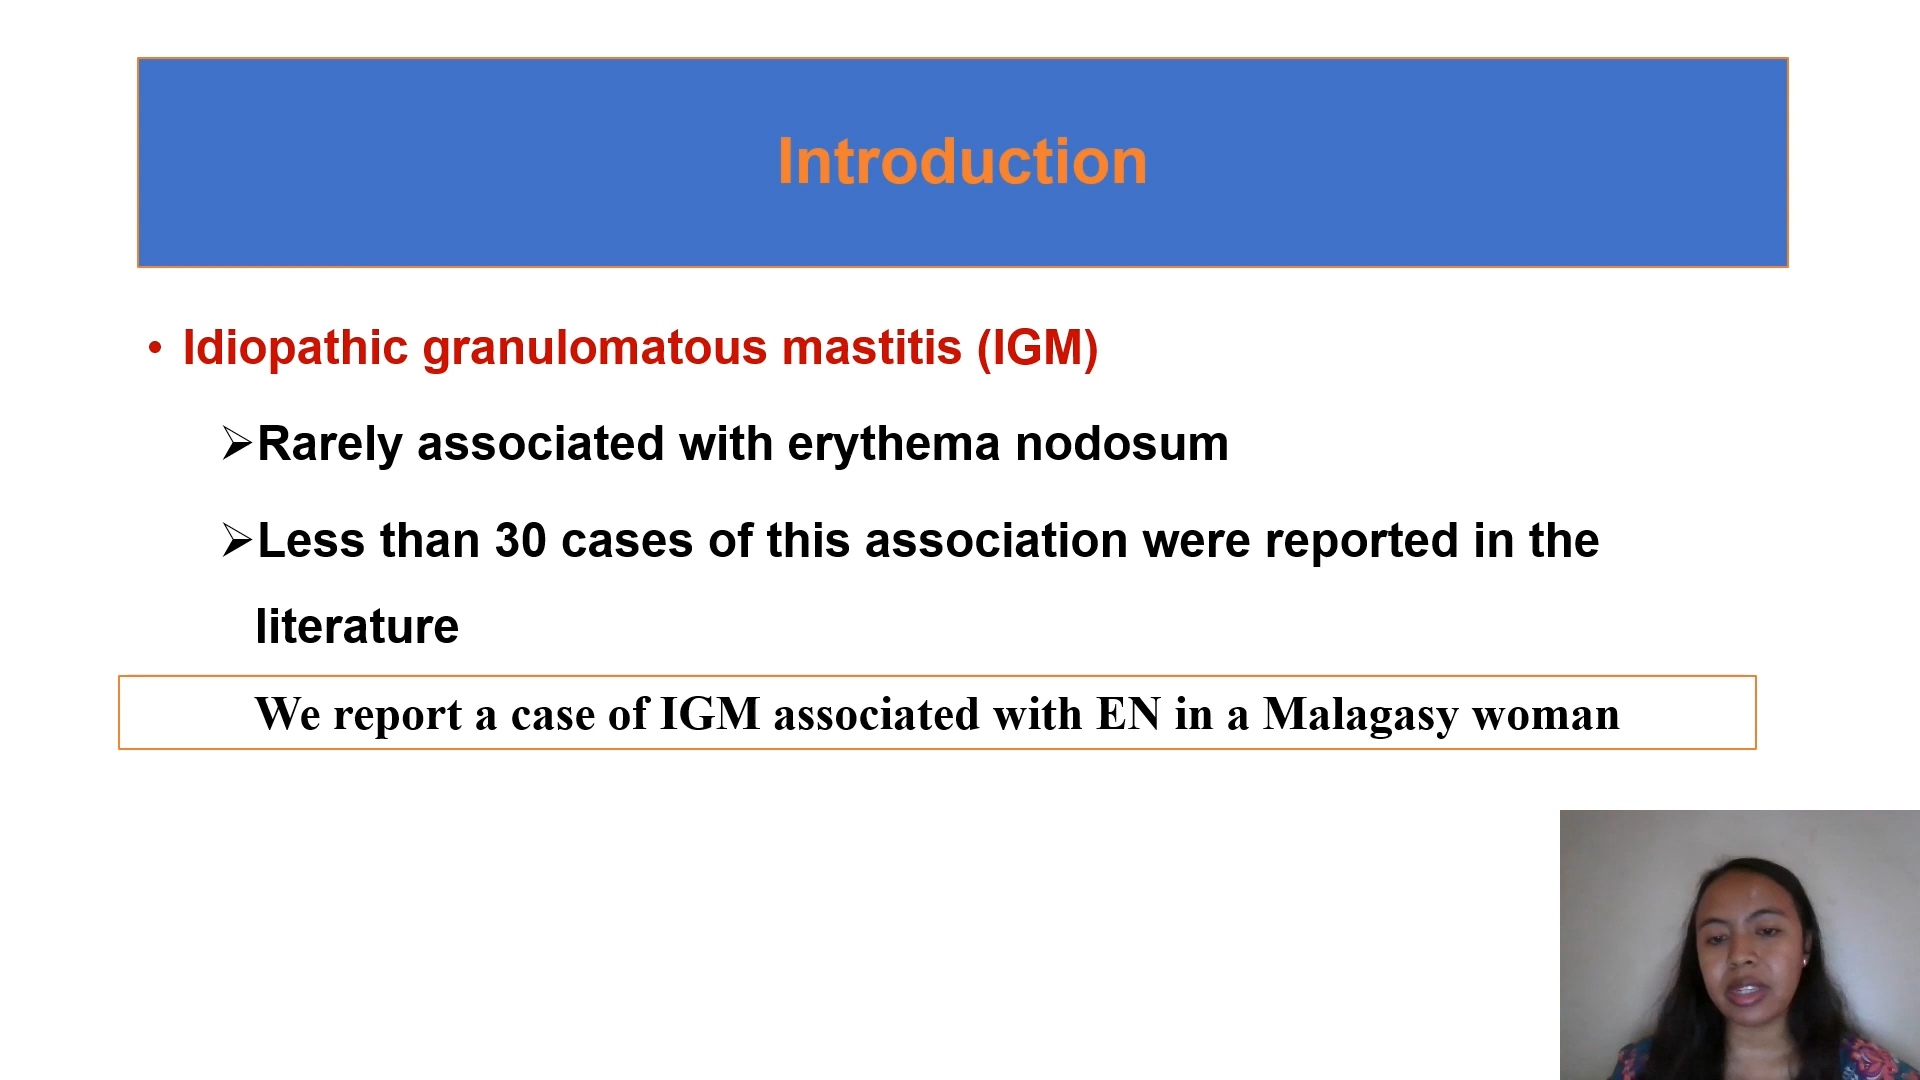 Introduction
• Idiopathic granulomatous mastitis (IGM)
➢Rarely associated with erythema nodosum
➢Less than 30 cases of this association were reported in the
literature
We report a case of IGM associated with EN in a Malagasy woman